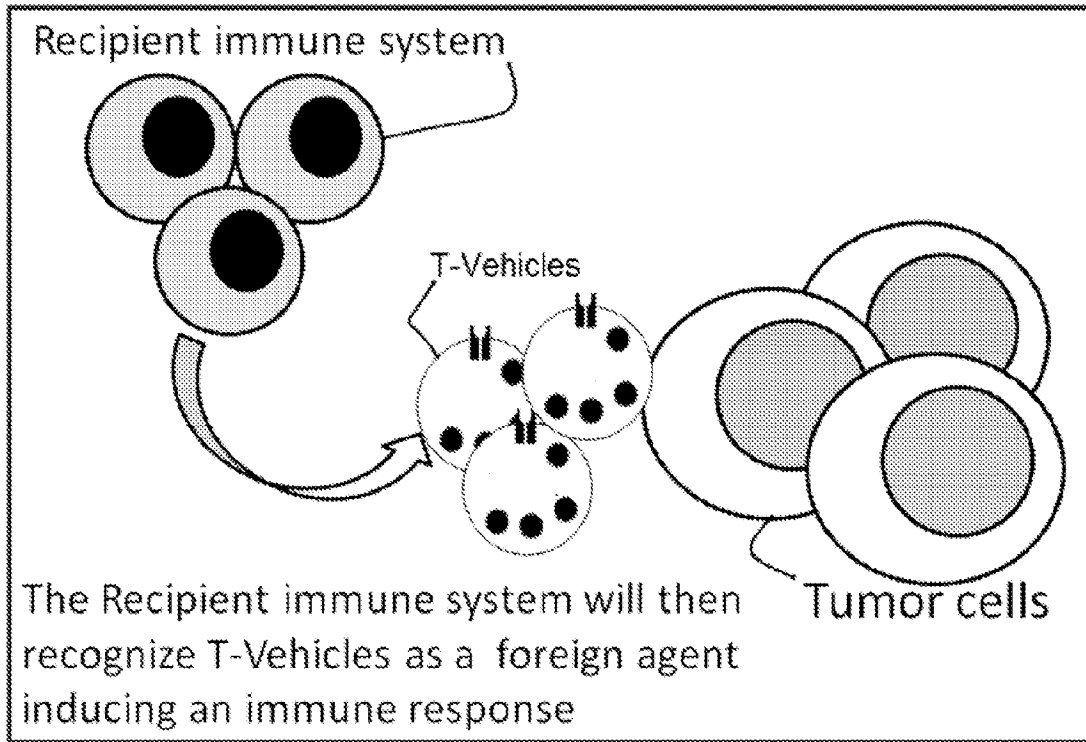 Recipient immune system
T-Vehicles
Tumor cells
The Recipient immune system will then
recognize T-Vehicles as a foreign agent
inducing an immune response